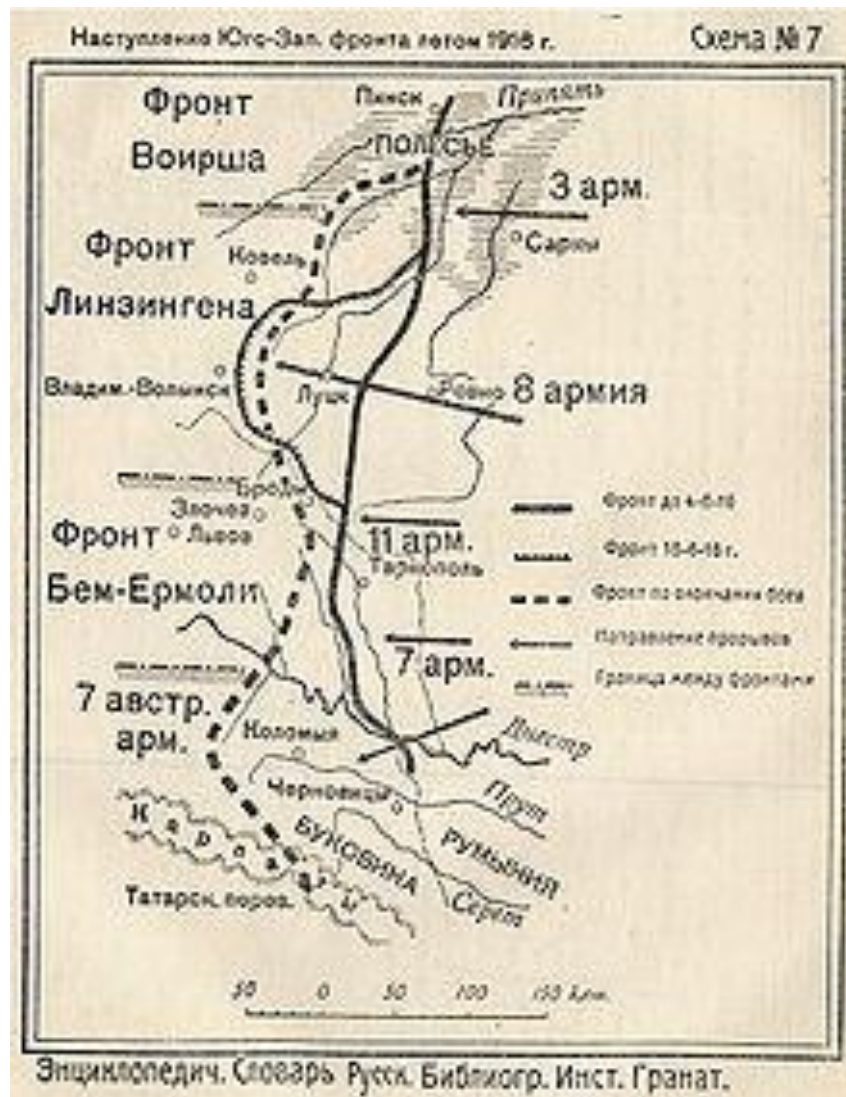 Наступление Юго-Зап. фронта летом 1916 г.
Схема № 7
Фронт
Воирша
Пинск
Припять
ПОЛЕСЬЕ
3 арм.
Сарны
Фронт
Линзингена
Ковель
Владим.-Волынск
Луцк
Ровно
8 армия
Броды
Злочев
Львов
Фронт
Бем-Ермоли
11 арм.
Тарнополь
7 арм.
Фронт до 4-6-16
Фронт 16-6-16 г.
Фронт по окончании боев
Направление прорывов
Граница между фронтами
7 австр.
арм.
Коломыя
Днестр
Черновицы
Прут
БУКОВИНА
РУМЫНИЯ
Серет
Карпаты
Татарск. перев.
50 0 50 100 150 клм.
Энциклопедич. Словарь Русск. Библиогр. Инст. Гранат.